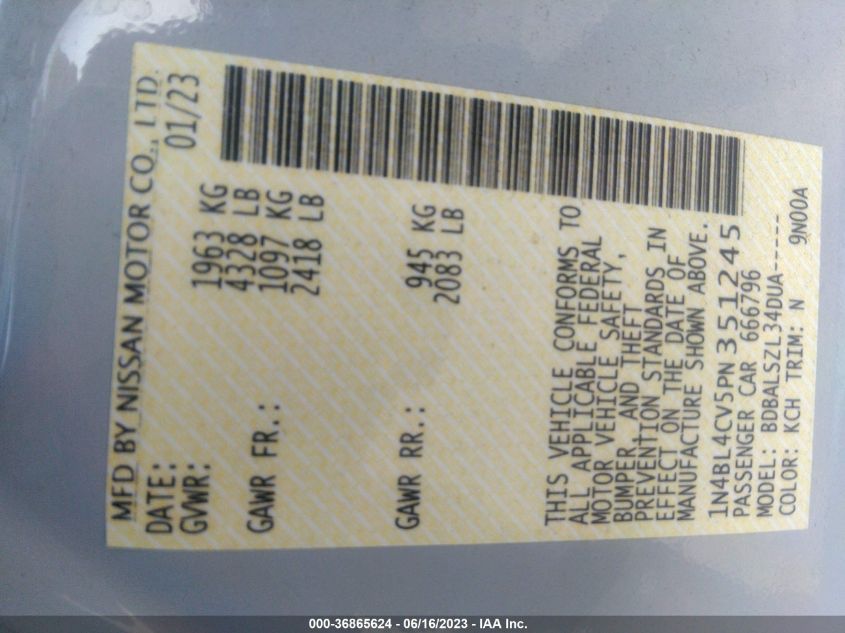 MFD BY NISSAN MOTOR CO., LTD.
DATE: 01/23
GVWR: 1963 KG
4328 LB
GAWR FR.: 1097 KG
2418 LB
GAWR RR.: 945 KG
2083 LB
THIS VEHICLE CONFORMS TO
ALL APPLICABLE FEDERAL
MOTOR VEHICLE SAFETY,
BUMPER AND THEFT
PREVENTION STANDARDS IN
EFFECT ON THE DATE OF
MANUFACTURE SHOWN ABOVE.
1N4BL4CV5PN351245
PASSENGER CAR 666796
MODEL: BDBALSZL34DUA-----
COLOR: KCH TRIM: N 9N00A
000-36865624 - 06/16/2023 - IAA Inc.